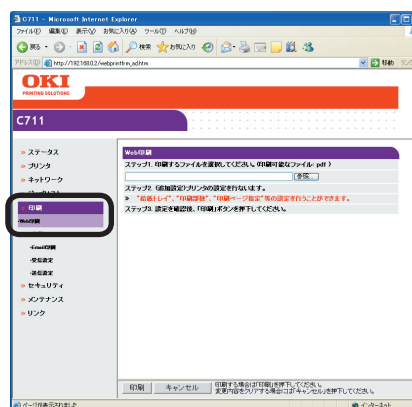 C711 - Microsoft Internet Explorer
ファイル(F) 編集(E) 表示(V) お気に入り(A) ツール(T) ヘルプ(H)
戻る 検索 お気に入り
アドレス(D) http://192.168.0.2/webprintfrm_ad.htm 移動
OKI
PRINTING SOLUTIONS
C711
» ステータス
» プリンタ
» ネットワーク
» 印刷
•Web印刷
•Email印刷
•受信設定
•送信設定
» セキュリティ
» メンテナンス
» リンク
Web印刷
ステップ1. 印刷するファイルを選択してください。(印刷可能なファイル: pdf )
参照...
ステップ2. (追加設定)プリンタの設定を行ないます。
» "給紙トレイ"、"印刷部数"、"印刷ページ指定"等の設定を行うことができます。
ステップ3. 設定を確認後、「印刷」ボタンを押下してください。
印刷 キャンセル 印刷する場合は「印刷」を押下してください。
変更内容をクリアする場合には「キャンセル」を押下してください。
ページが表示されました インターネット